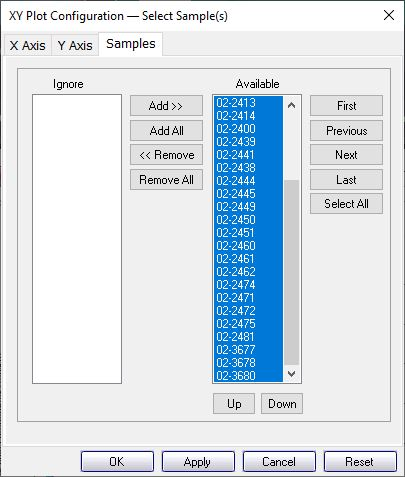 XY Plot Configuration — Select Sample(s)
X Axis Y Axis Samples
Ignore Available
Add >>
Add All
<< Remove
Remove All
02-2413
02-2414
02-2400
02-2439
02-2441
02-2438
02-2444
02-2445
02-2449
02-2450
02-2451
02-2460
02-2461
02-2462
02-2474
02-2471
02-2472
02-2475
02-2481
02-3677
02-3678
02-3680
First
Previous
Next
Last
Select All
Up Down
OK Apply Cancel Reset